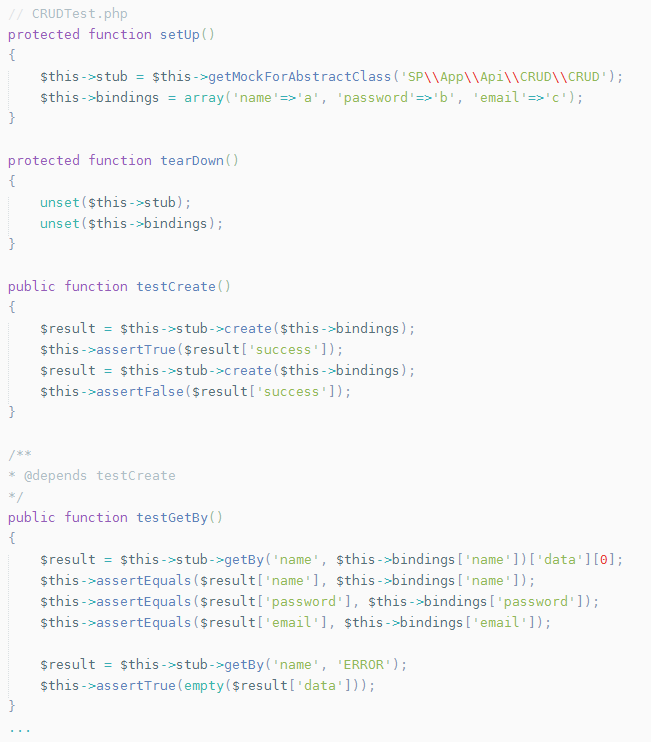 // CRUDTest.php
protected function setUp()
{
    $this->stub = $this->getMockForAbstractClass('SP\\App\\Api\\CRUD\\CRUD');
    $this->bindings = array('name'=>'a', 'password'=>'b', 'email'=>'c');
}

protected function tearDown()
{
    unset($this->stub);
    unset($this->bindings);
}

public function testCreate()
{
    $result = $this->stub->create($this->bindings);
    $this->assertTrue($result['success']);
    $result = $this->stub->create($this->bindings);
    $this->assertFalse($result['success']);
}

/**
* @depends testCreate
*/
public function testGetBy()
{
    $result = $this->stub->getBy('name', $this->bindings['name'])['data'][0];
    $this->assertEquals($result['name'], $this->bindings['name']);
    $this->assertEquals($result['password'], $this->bindings['password']);
    $this->assertEquals($result['email'], $this->bindings['email']);

    $result = $this->stub->getBy('name', 'ERROR');
    $this->assertTrue(empty($result['data']));
}
...